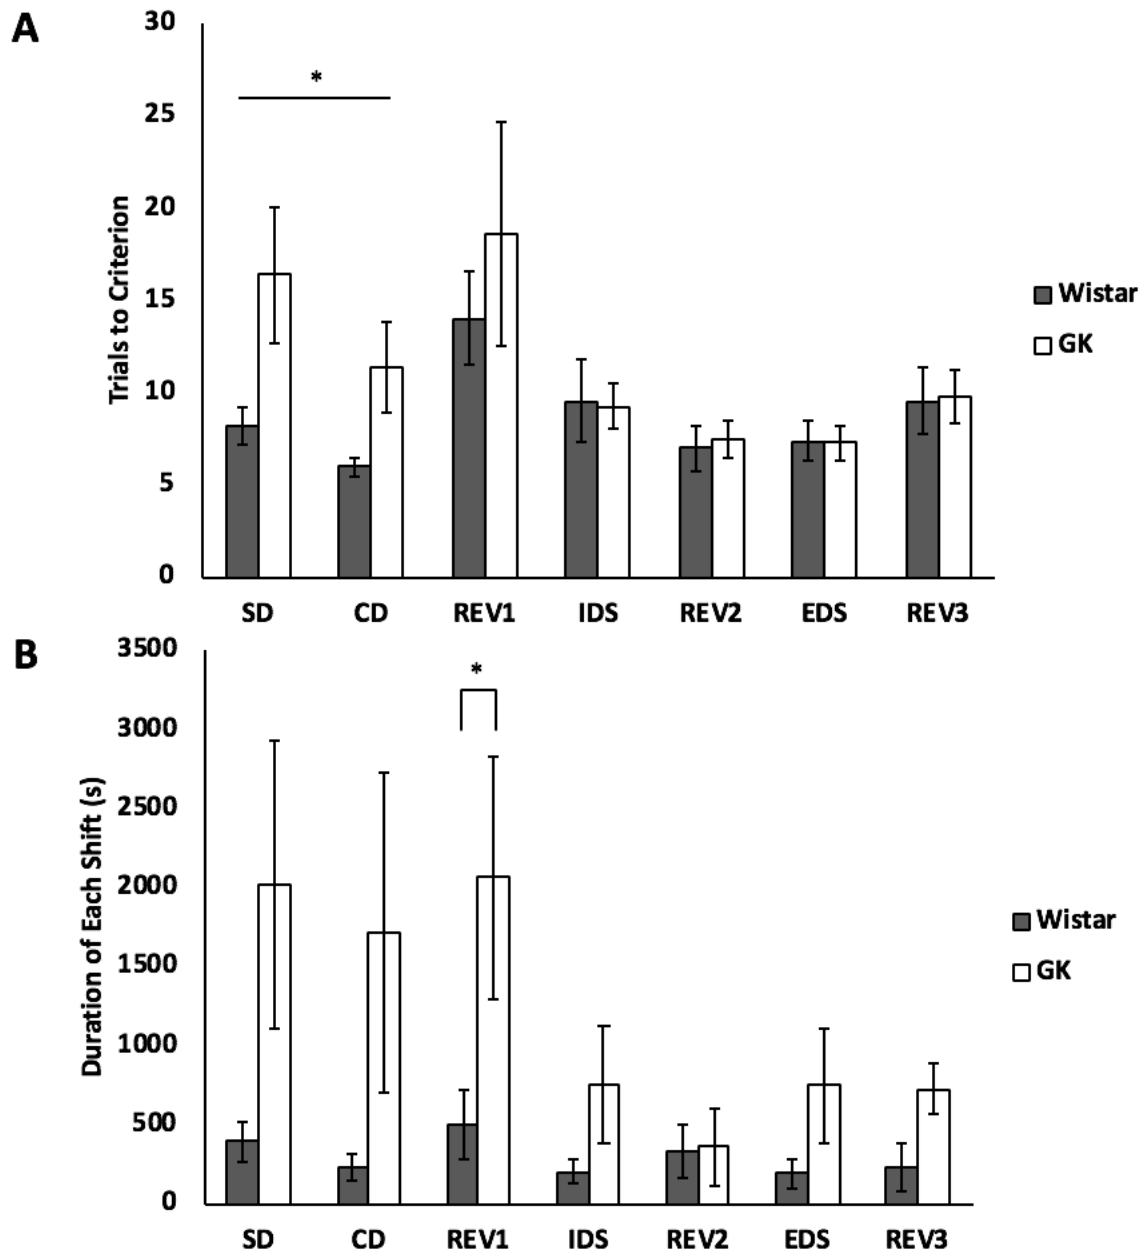 A
30
*
25
20
15
10
5
0
Trials to Criterion
Wistar
GK
SD CD REV1 IDS REV2 EDS REV3
B
3500
*
3000
2500
2000
1500
1000
500
0
Duration of Each Shift (s)
Wistar
GK
SD CD REV1 IDS REV2 EDS REV3